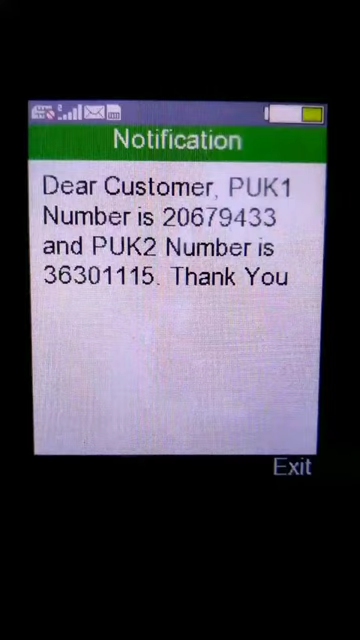 Notification
Dear Customer, PUK1
Number is 20679433
and PUK2 Number is
36301115. Thank You
Exit